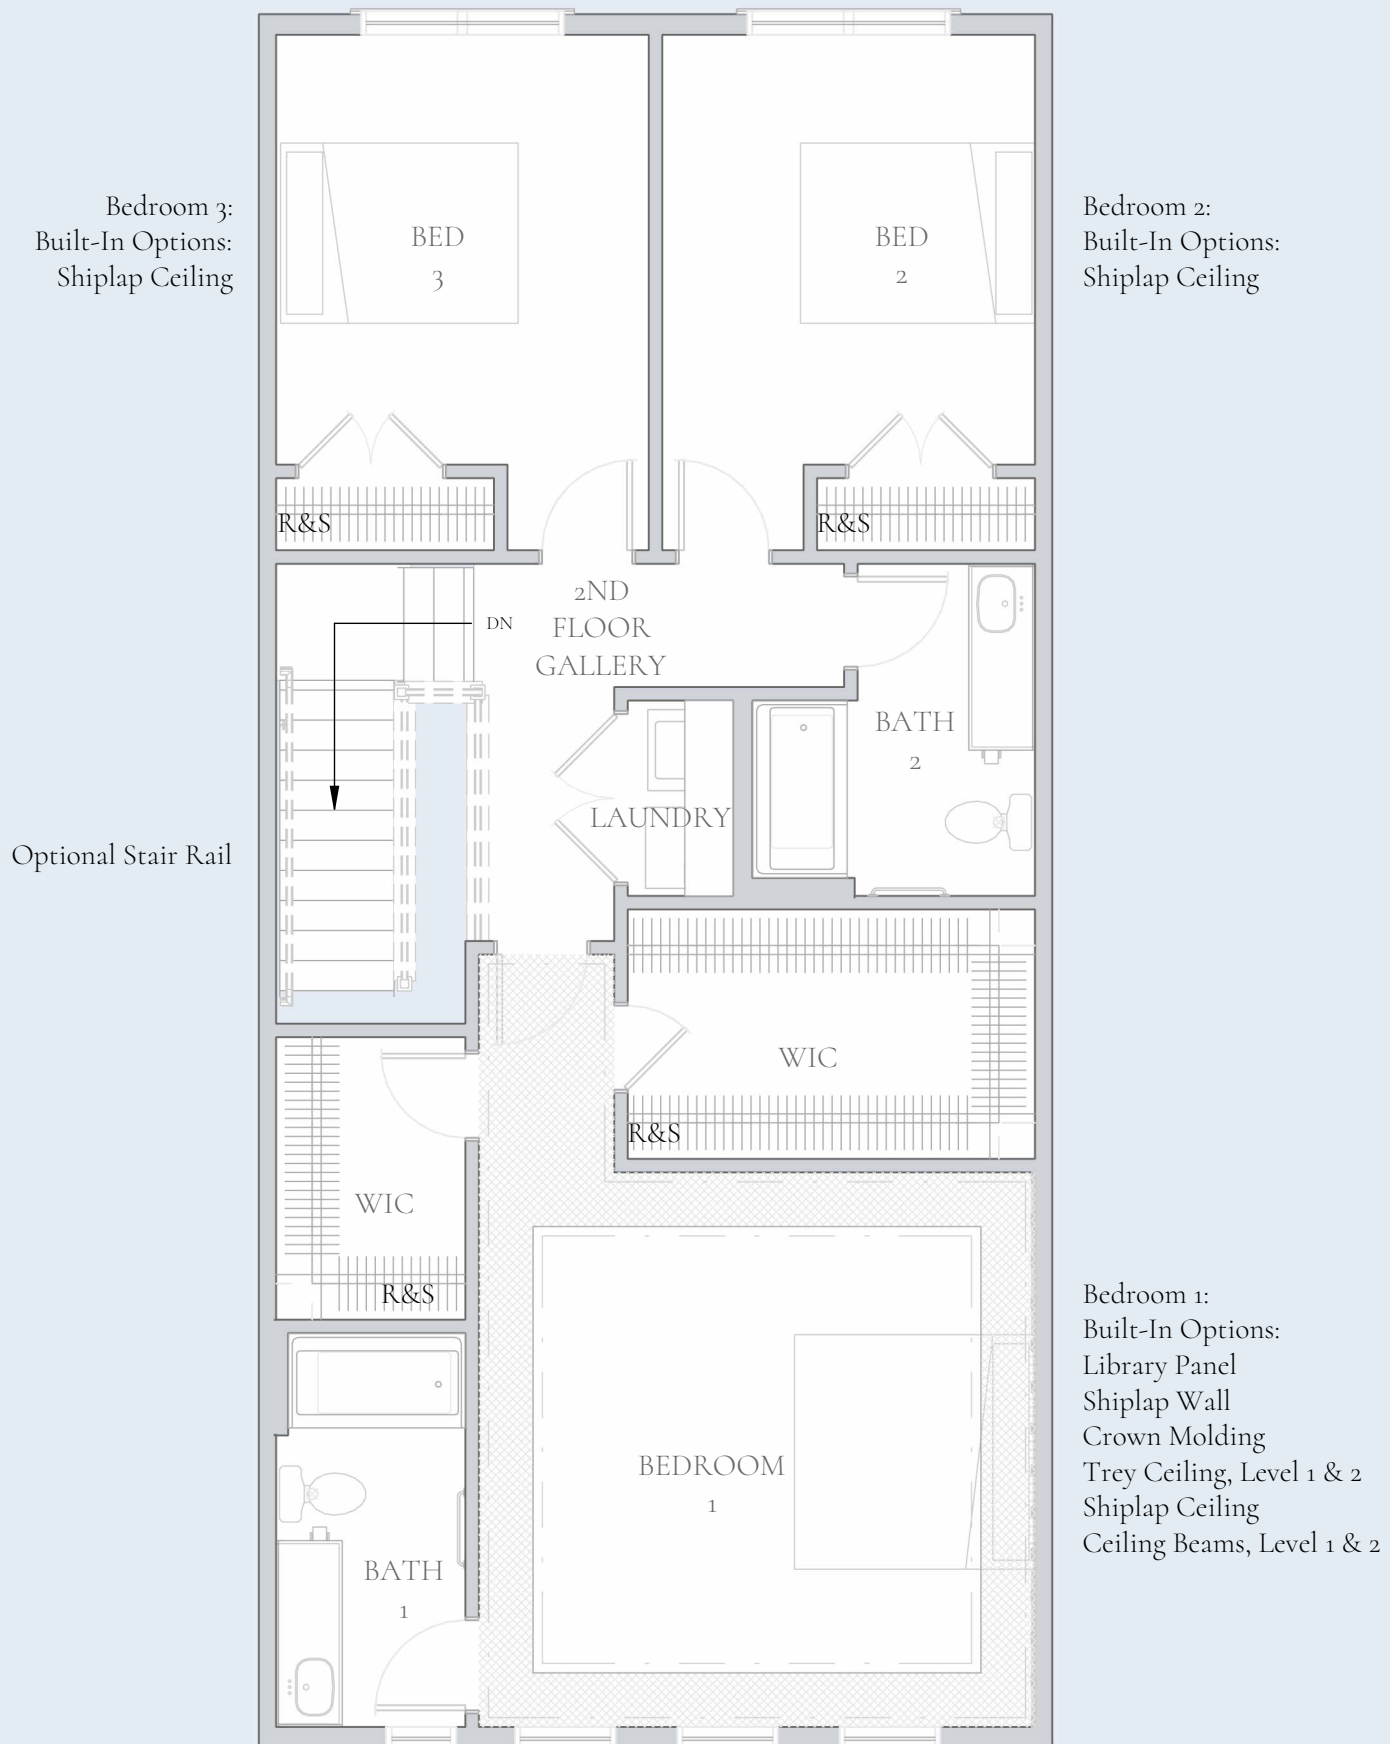 Bedroom 3:
Built-In Options:
Shiplap Ceiling
BED
3
BED
2
Bedroom 2:
Built-In Options:
Shiplap Ceiling
R&S
R&S
2ND
FLOOR
GALLERY
DN
BATH
2
LAUNDRY
Optional Stair Rail
WIC
R&S
WIC
R&S
Bedroom 1:
Built-In Options:
Library Panel
Shiplap Wall
Crown Molding
Trey Ceiling, Level 1 & 2
Shiplap Ceiling
Ceiling Beams, Level 1 & 2
BEDROOM
1
BATH
1